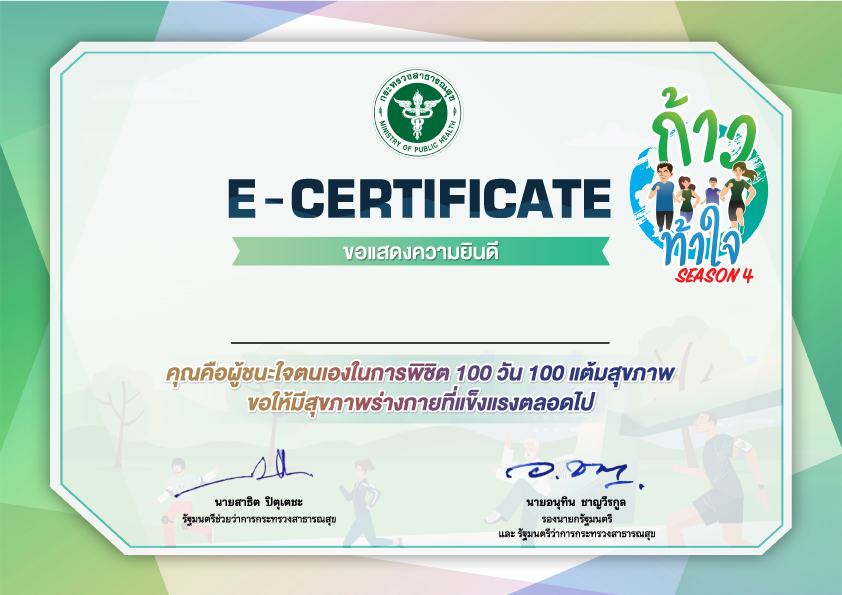 กระทรวงสาธารณสุข
MINISTRY OF PUBLIC HEALTH
ก้าว
ท้าใจ
SEASON 4
E-CERTIFICATE
ขอแสดงความยินดี
คุณคือผู้ชนะใจตนเองในการพิชิต 100 วัน 100 แต้มสุขภาพ
ขอให้มีสุขภาพร่างกายที่แข็งแรงตลอดไป
นายสาธิต ปิตุเตชะ
รัฐมนตรีช่วยว่าการกระทรวงสาธารณสุข
นายอนุทิน ชาญวีรกูล
รองนายกรัฐมนตรี
และ รัฐมนตรีว่าการกระทรวงสาธารณสุข